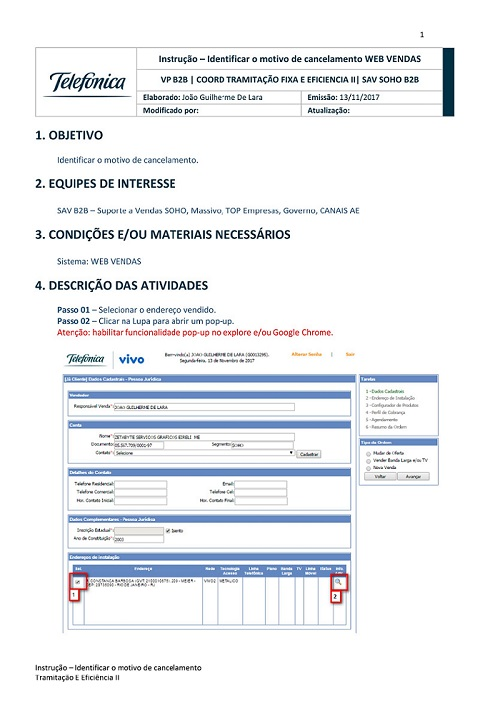 1
Telefónica
Instrução – Identificar o motivo de cancelamento WEB VENDAS
VP B2B | COORD TRAMITAÇÃO FIXA E EFICIENCIA II| SAV SOHO B2B
Elaborado: João Guilherme De Lara
Emissão: 13/11/2017
Modificado por:
Atualização:
1. OBJETIVO
Identificar o motivo de cancelamento.
2. EQUIPES DE INTERESSE
SAV B2B – Suporte a Vendas SOHO, Massivo, TOP Empresas, Governo, CANAIS AE
3. CONDIÇÕES E/OU MATERIAIS NECESSÁRIOS
Sistema: WEB VENDAS
4. DESCRIÇÃO DAS ATIVIDADES
Passo 01 – Selecionar o endereço vendido.
Passo 02 – Clicar na Lupa para abrir um pop-up.
Atenção: habilitar funcionalidade pop-up no explore e/ou Google Chrome.
Telefónica vivo
Bem-vindo(a) JOAO GUILHERME DE LARA (G0013295).
Segunda-feira, 13 de Novembro de 2017
Alterar Senha | Sair
[Já Cliente] Dados Cadastrais - Pessoa Jurídica
Vendedor
Responsável Venda* JOAO GUILHERME DE LARA
Conta
Nome* ZETABYTE SERVICOS GRAFICOS EIRELI ME
Documento 05.507.709/0001-97 Segmento SOHO
Contato* Selecione Cadastrar
Detalhes do Contato
Telefone Residencial Email
Telefone Comercial Telefone Cel
Hor. Contato Inicial Hor. Contato Final
Dados Complementares - Pessoa Jurídica
Inscrição Estadual* Isento
Ano de Constituição* 2003
Endereços de Instalação
Sel Endereço Rede Tecnologia Acesso Linha Telefônica Plano Banda Larga TV Linha Móvel Dados
CONSTANCA BARBOSA - MEIER - RIO DE JANEIRO - RJ VIVO2 METALICO
1
2
Tarefas
1 - Dados Cadastrais
2 - Endereço de Instalação
3 - Configurador de Produtos
4 - Perfil de Cobrança
5 - Agendamento
6 - Resumo da Ordem
Tipo de Ordem:
Mudar de Oferta
Vender Banda Larga e/ou TV
Nova Venda
Voltar Avançar
Instrução – Identificar o motivo de cancelamento
Tramitação E Eficiência II